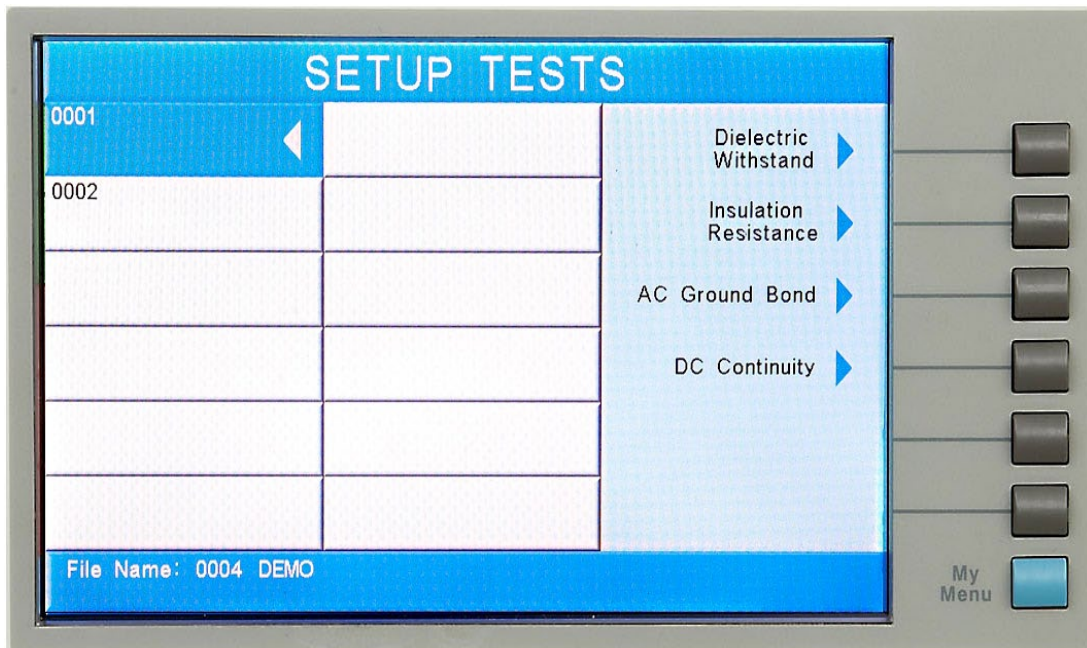 SETUP TESTS
0001
0002
Dielectric
Withstand
Insulation
Resistance
AC Ground Bond
DC Continuity
File Name: 0004 DEMO
My
Menu